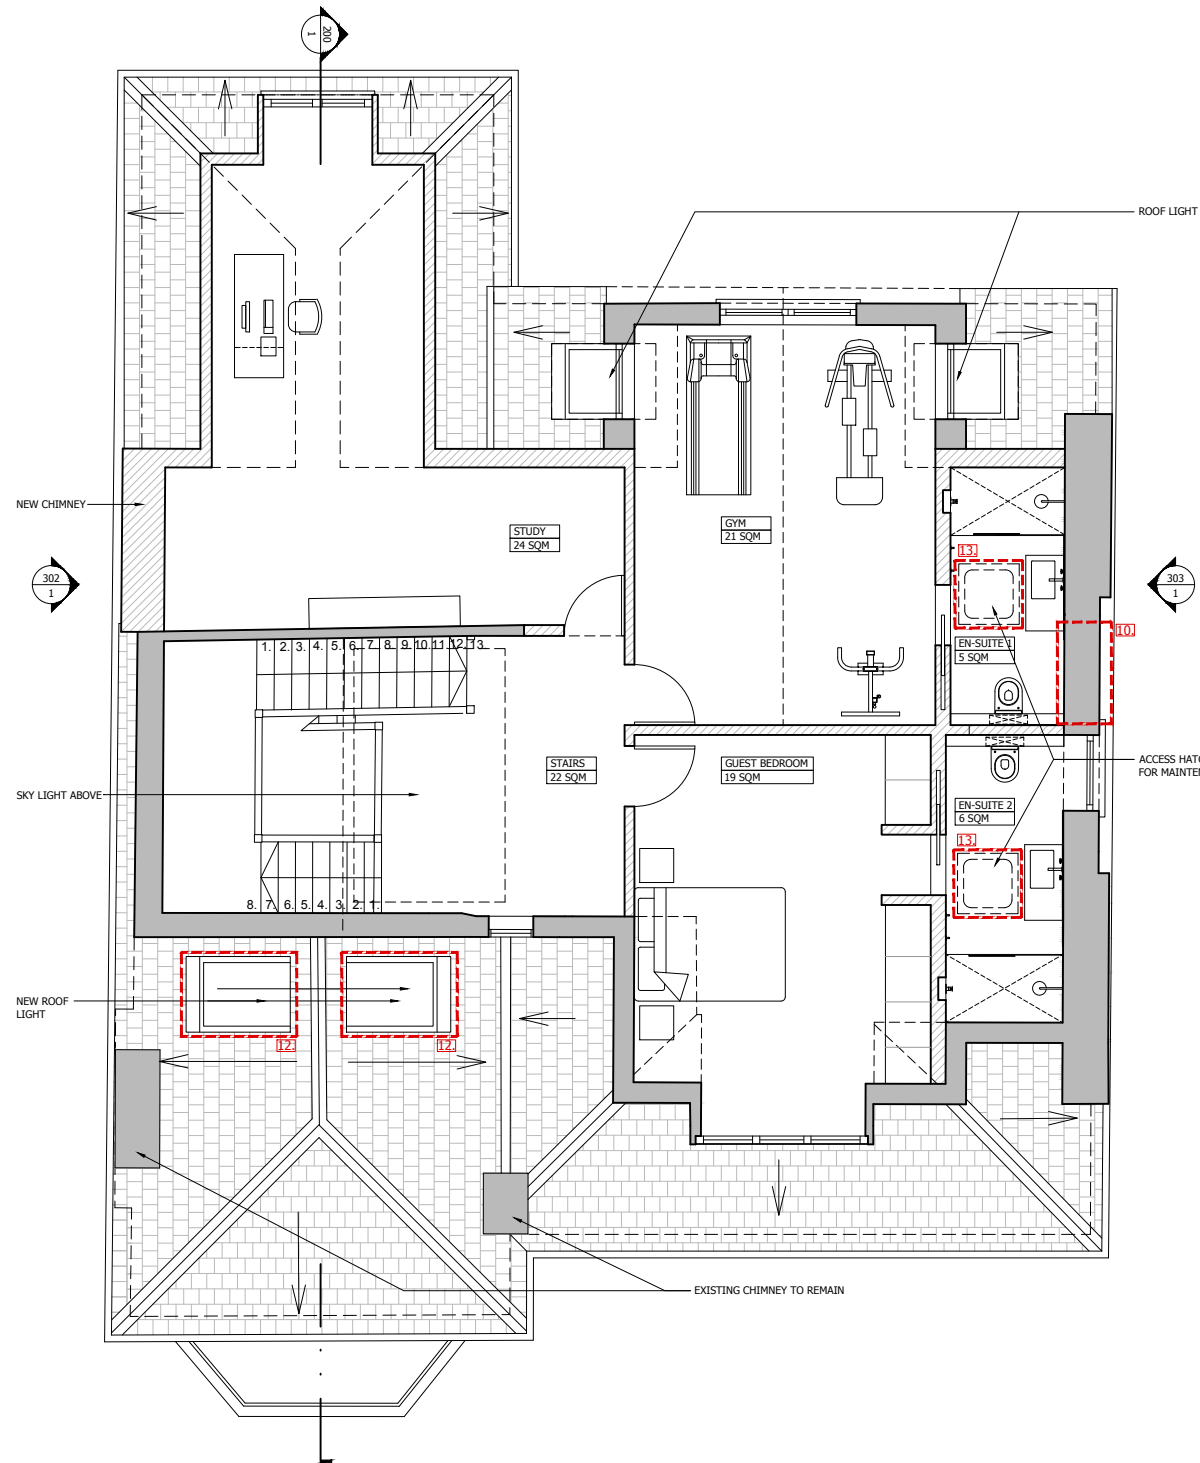 200
1
ROOF LIGHT
NEW CHIMNEY
STUDY
24 SQM
GYM
21 SQM
13.
302
1
303
1
10.
EN-SUITE 1
5 SQM
1. 2. 3. 4. 5. 6. 7. 8. 9. 10. 11. 12. 13.
STAIRS
22 SQM
GUEST BEDROOM
19 SQM
ACCESS HATC
FOR MAINTEN
SKY LIGHT ABOVE
EN-SUITE 2
6 SQM
13.
8. 7. 6. 5. 4. 3. 2. 1.
NEW ROOF
LIGHT
12.
12.
EXISTING CHIMNEY TO REMAIN